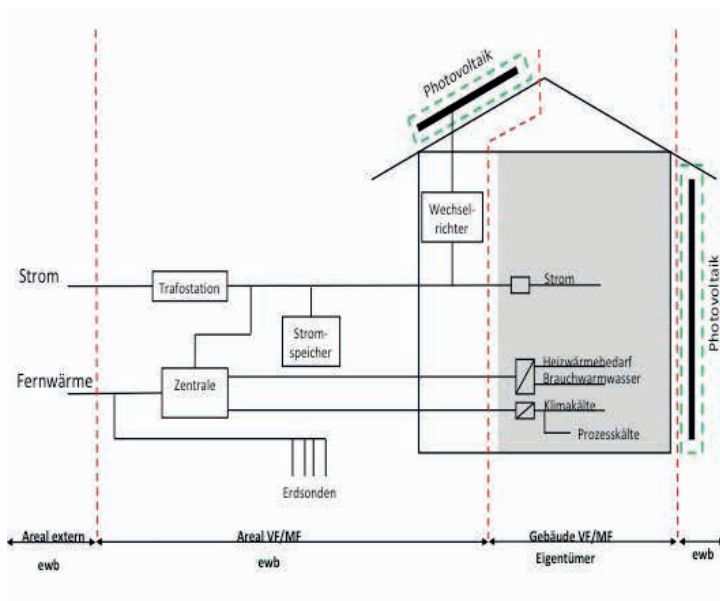 Photovoltaik
Wechsel-
richter
Strom
Trafostation
Strom
Strom-
speicher
Photovoltaik
Fernwärme
Zentrale
Heizwärmebedarf
Brauchwarmwasser
Klimakälte
Prozesskälte
Erdsonden
Areal extern
Areal VF/MF
Gebäude VF/MF
ewb
ewb
Eigentümer
ewb